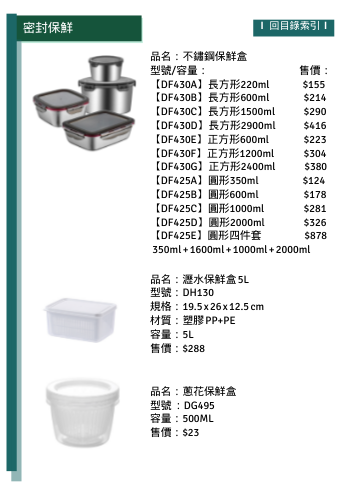 密封保鮮
I 回目錄索引 I
品名：不鏽鋼保鮮盒
型號/容量： 售價：
【DF430A】長方形220ml $155
【DF430B】長方形600ml $214
【DF430C】長方形1500ml $290
【DF430D】長方形2900ml $416
【DF430E】正方形600ml $223
【DF430F】正方形1200ml $304
【DF430G】正方形2400ml $380
【DF425A】圓形350ml $124
【DF425B】圓形600ml $178
【DF425C】圓形1000ml $281
【DF425D】圓形2000ml $326
【DF425E】圓形四件套 $878
350ml+1600ml+1000ml+2000ml
品名：瀝水保鮮盒5L
型號：DH130
規格：19.5x26x12.5cm
材質：塑膠PP+PE
容量：5L
售價：$288
品名：蔥花保鮮盒
型號 ：DG495
容量：500ML
售價：$23